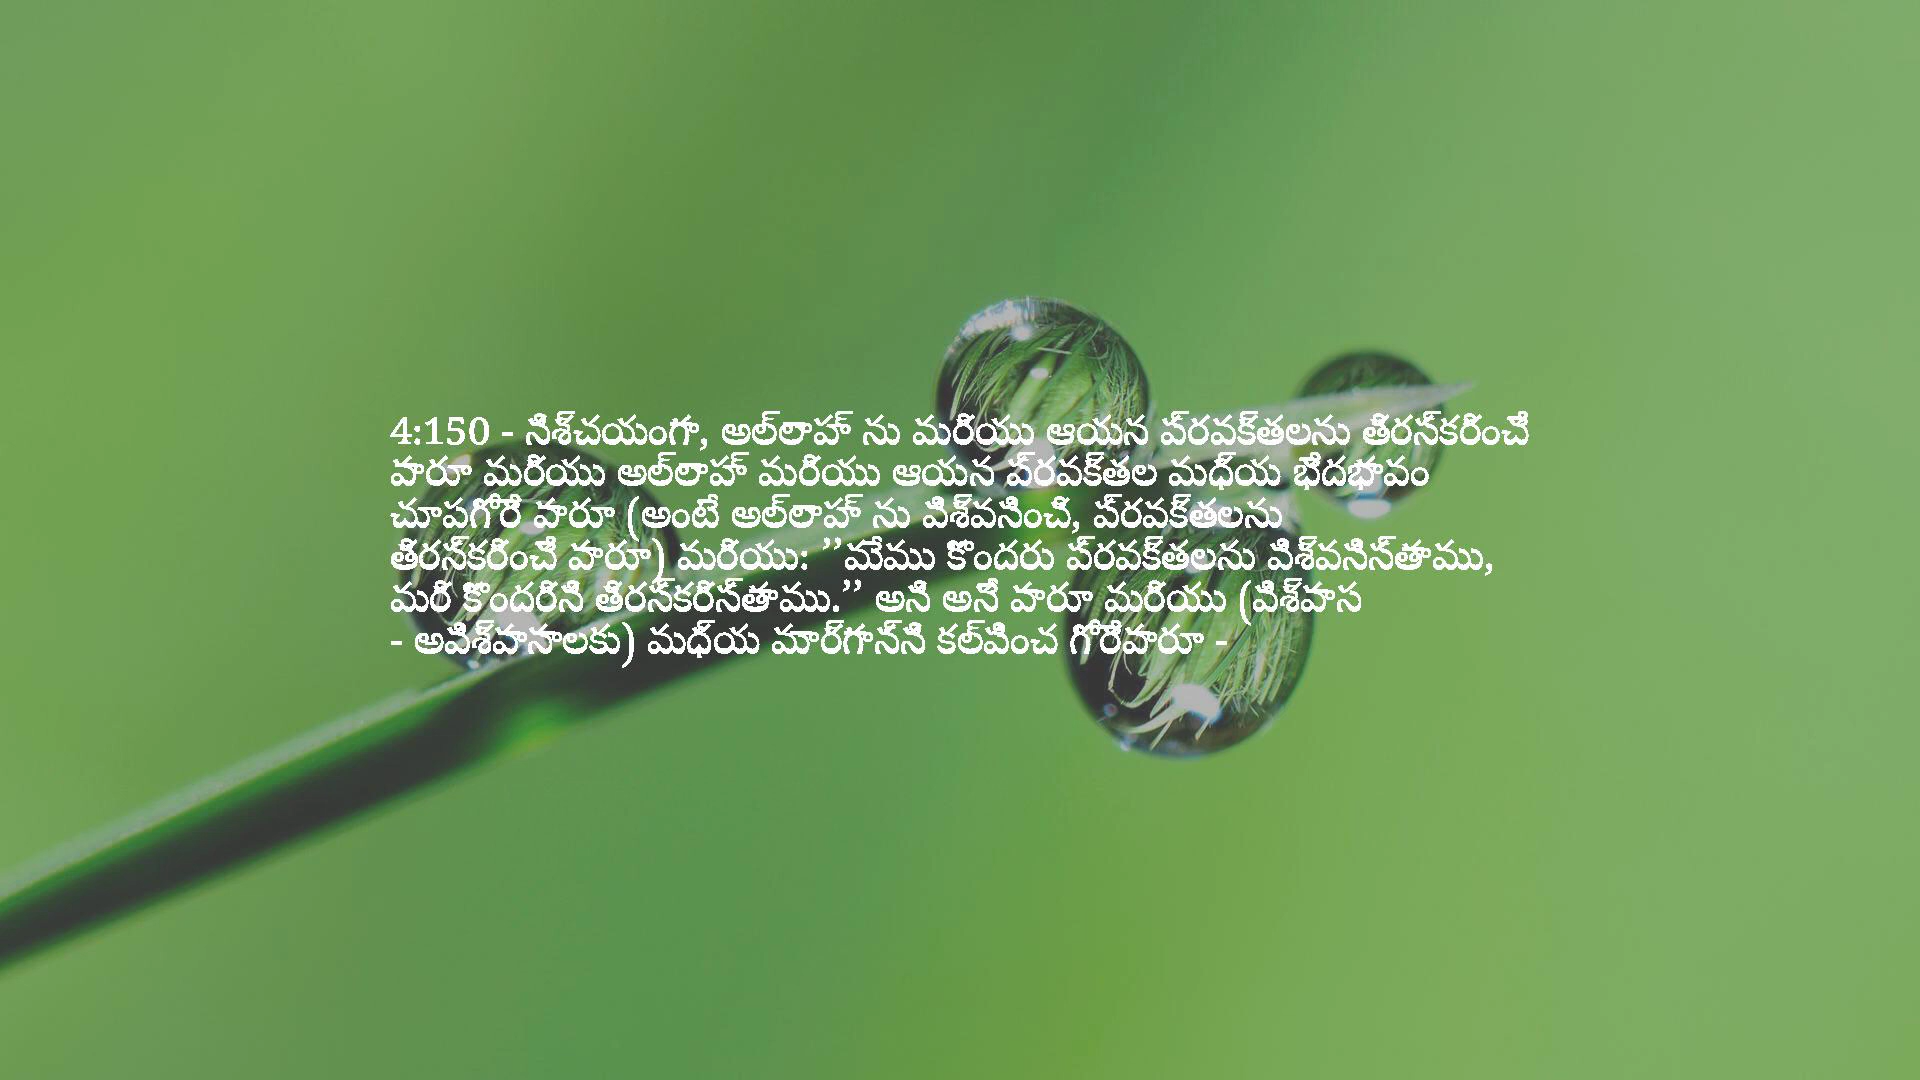 4:150 - నిశ్చయంగా, అల్లాహ్ ను మరియు ఆయన ప్రవక్తలను తిరస్కరించే
వారూ మరియు అల్లాహ్ మరియు ఆయన ప్రవక్తల మధ్య భేదభావం
చూపగోరే వారూ (అంటే అల్లాహ్ ను విశ్వసించి, ప్రవక్తలను
తిరస్కరించే వారూ) మరియు: ’’మేము కొందరు ప్రవక్తలను విశ్వసిస్తాము,
మరి కొందరిని తిరస్కరిస్తాము.’’ అని అనే వారూ మరియు (విశ్వాస
- అవిశ్వాసాలకు) మధ్య మార్గాన్ని కల్పించ గోరేవారూ -